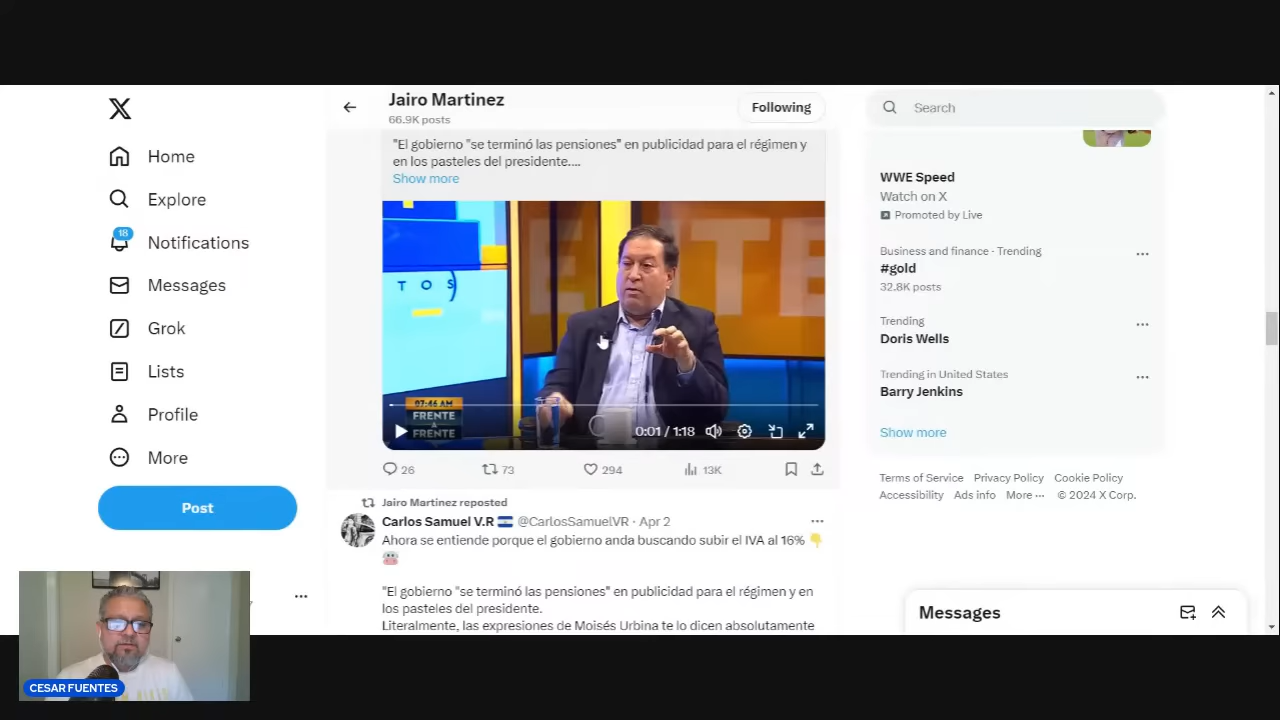 Jairo Martinez
66.9K posts
Following
Search
Home
Explore
18
Notifications
Messages
Grok
Lists
Profile
More
Post
"El gobierno "se terminó las pensiones" en publicidad para el régimen y
en los pasteles del presidente....
Show more
T O S)
07:46 AM
FRENTE
A
FRENTE
ETE
0:01 / 1:18
26
73
294
13K
Jairo Martinez reposted
Carlos Samuel V.R @CarlosSamuelVR · Apr 2
Ahora se entiende porque el gobierno anda buscando subir el IVA al 16%
"El gobierno "se terminó las pensiones" en publicidad para el régimen y en
los pasteles del presidente.
Literalmente, las expresiones de Moisés Urbina te lo dicen absolutamente
WWE Speed
Watch on X
Promoted by Live
Business and finance · Trending
#gold
32.8K posts
Trending
Doris Wells
Trending in United States
Barry Jenkins
Show more
Terms of Service Privacy Policy Cookie Policy
Accessibility Ads info More ··· © 2024 X Corp.
Messages
CESAR FUENTES